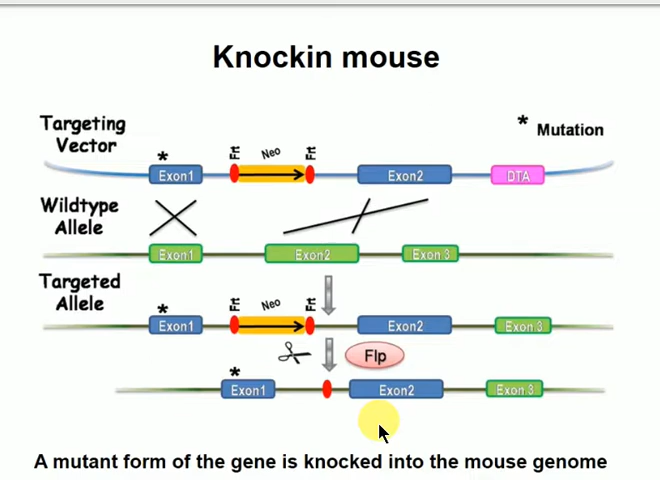 Knockin mouse
Targeting
Vector
* Mutation
*
Frt Neo Frt
Exon1 Exon2 DTA
Wildtype
Allele
Exon1 Exon2 Exon 3
Targeted
Allele
*
Frt Neo Frt
Exon1 Exon2 Exon 3
Flp
*
Exon1 Exon2 Exon 3
A mutant form of the gene is knocked into the mouse genome